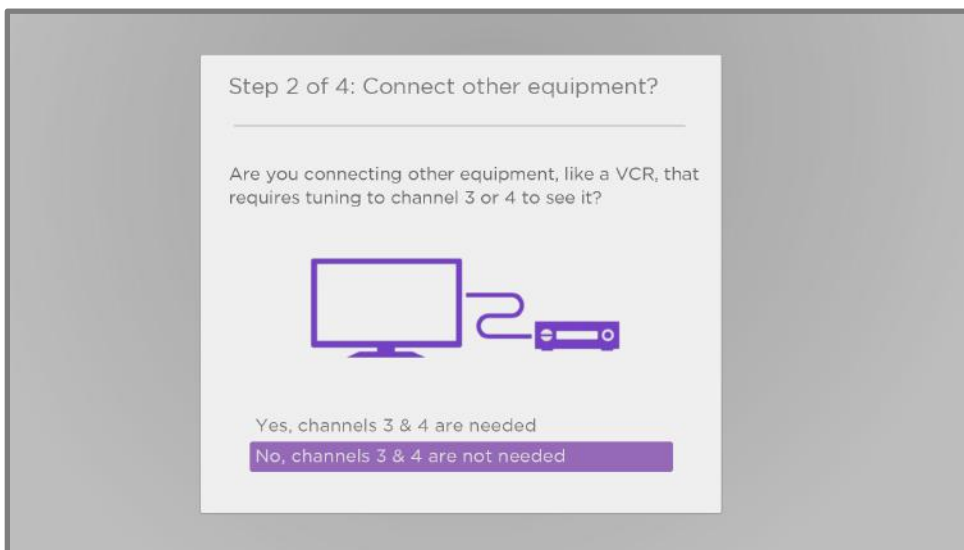 Step 2 of 4: Connect other equipment?
Are you connecting other equipment, like a VCR, that
requires tuning to channel 3 or 4 to see it?
Yes, channels 3 & 4 are needed
No, channels 3 & 4 are not needed